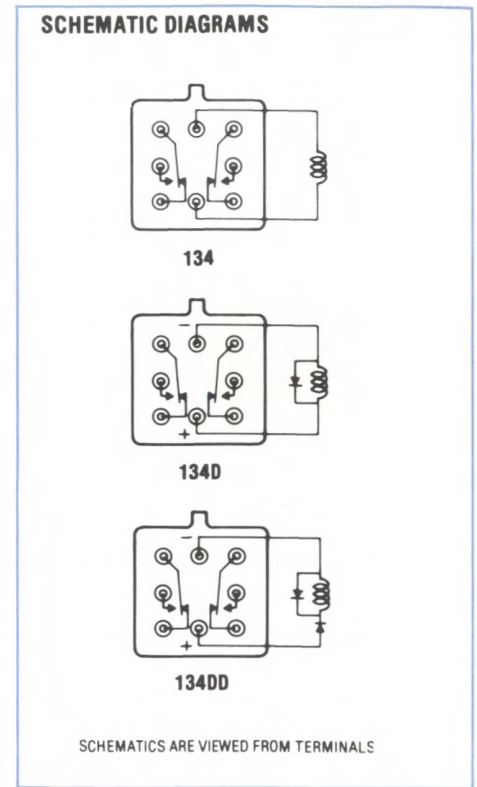 SCHEMATIC DIAGRAMS
134
-
+
134D
-
+
134DD
SCHEMATICS ARE VIEWED FROM TERMINALS